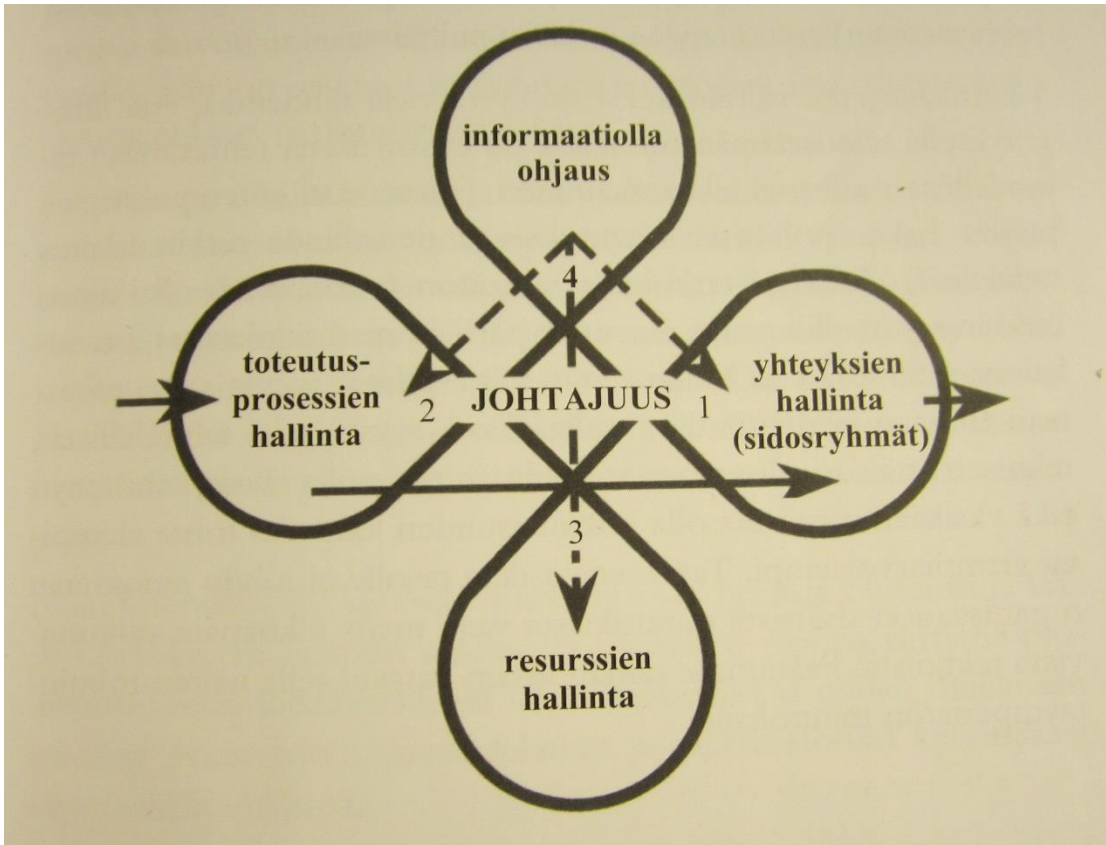 informaatiolla
ohjaus
4
toteutus-
prosessien
hallinta
2
JOHTAJUUS
1
yhteyksien
hallinta
(sidosryhmät)
3
resurssien
hallinta